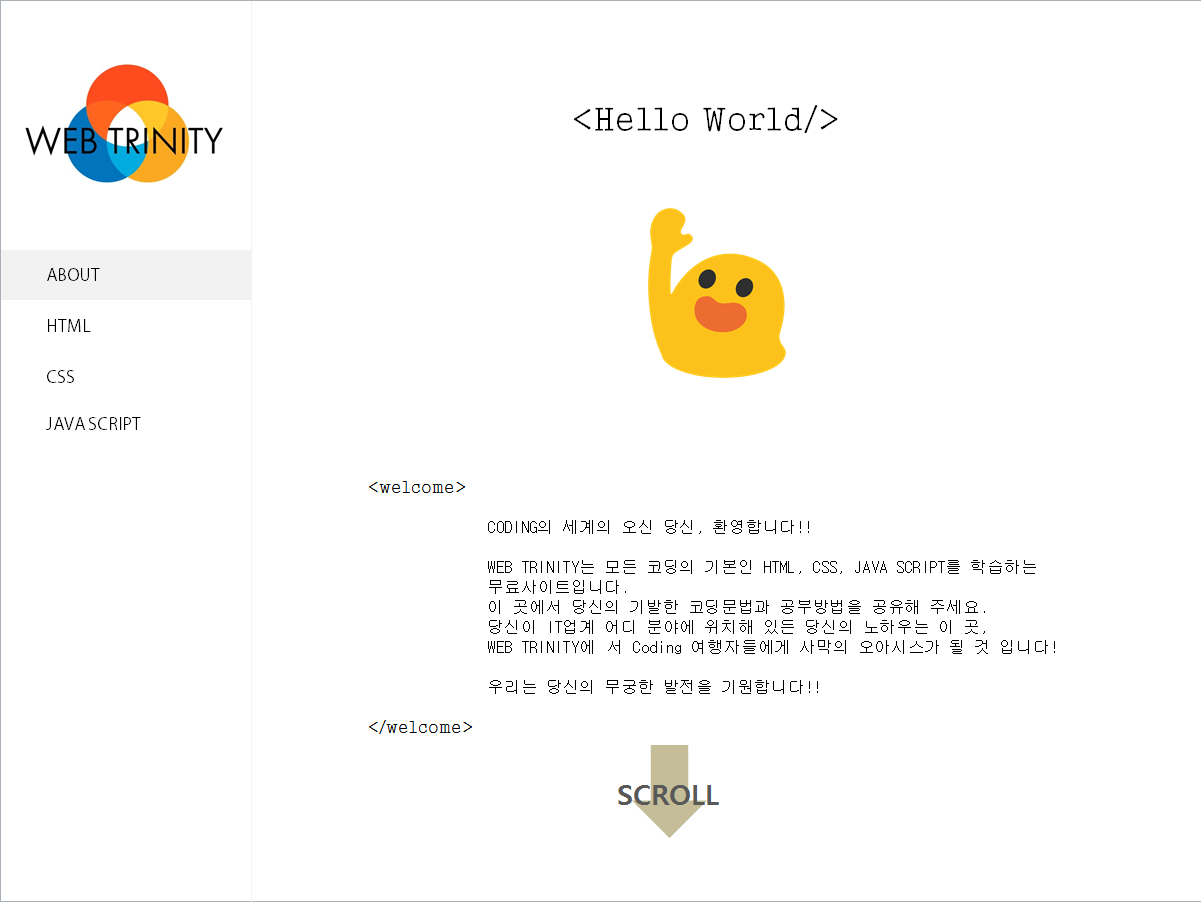 WEB TRINITY
ABOUT
HTML
CSS
JAVA SCRIPT
<Hello World/>
<welcome>
CODING의 세계의 오신 당신, 환영합니다!!
WEB TRINITY는 모든 코딩의 기본인 HTML, CSS, JAVA SCRIPT를 학습하는
무료사이트입니다.
이 곳에서 당신의 기발한 코딩문법과 공부방법을 공유해 주세요.
당신이 IT업계 어디 분야에 위치해 있든 당신의 노하우는 이 곳,
WEB TRINITY에 서 Coding 여행자들에게 사막의 오아시스가 될 것 입니다!
우리는 당신의 무궁한 발전을 기원합니다!!
</welcome>
SCROLL